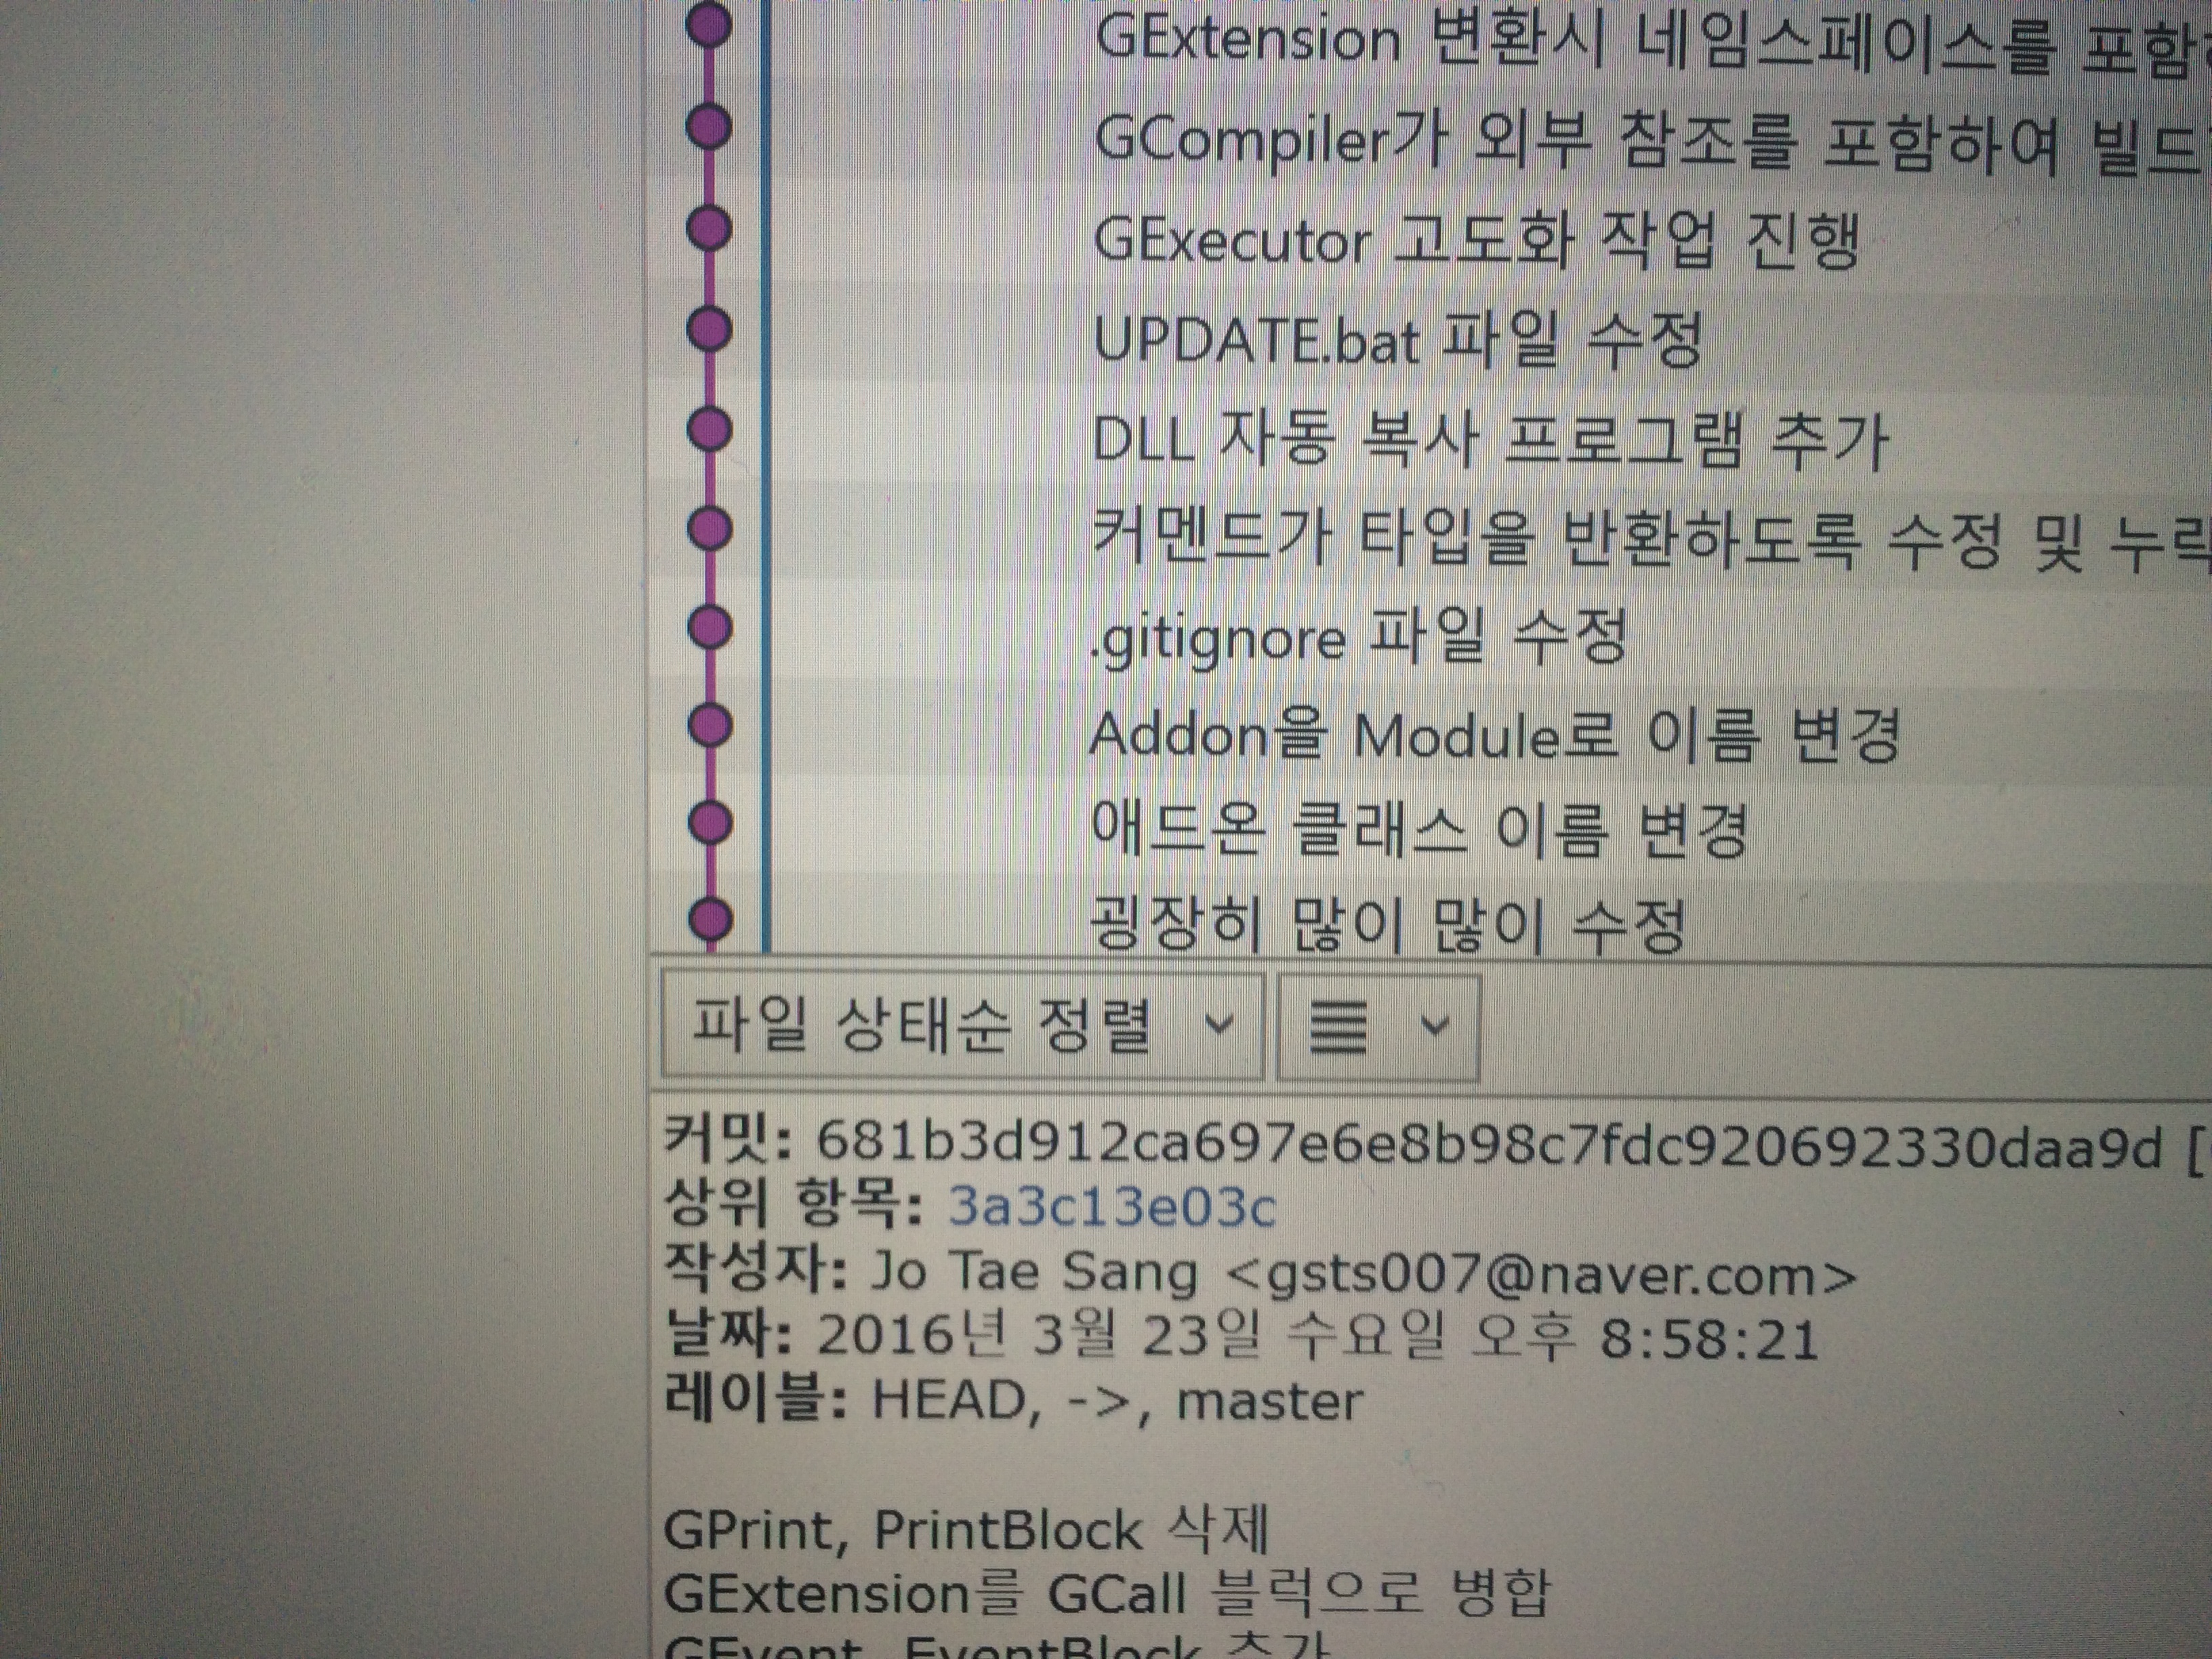 GExtension 변환시 네임스페이스를 포함
GCompiler가 외부 참조를 포함하여 빌드
GExecutor 고도화 작업 진행
UPDATE.bat 파일 수정
DLL 자동 복사 프로그램 추가
커멘드가 타입을 반환하도록 수정 및 누락
.gitignore 파일 수정
Addon을 Module로 이름 변경
애드온 클래스 이름 변경
굉장히 많이 많이 수정
파일 상태순 정렬
커밋: 681b3d912ca697e6e8b98c7fdc920692330daa9d [
상위 항목: 3a3c13e03c
작성자: Jo Tae Sang <gsts007@naver.com>
날짜: 2016년 3월 23일 수요일 오후 8:58:21
레이블: HEAD, ->, master
GPrint, PrintBlock 삭제
GExtension를 GCall 블럭으로 병합
GEvent, EventBlock 추가